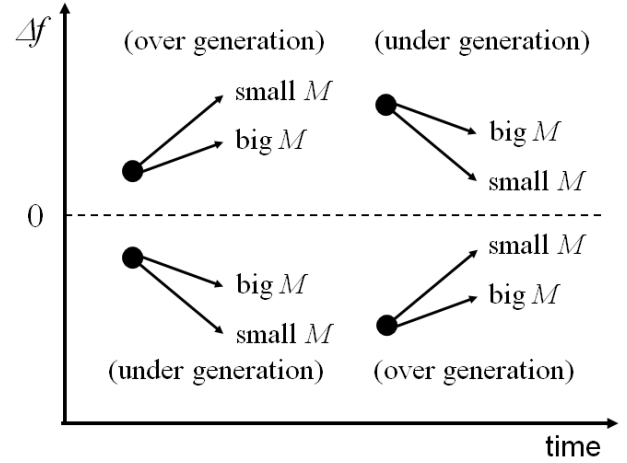 Δf
(over generation)
(under generation)
small M
big M
big M
small M
0
big M
small M
small M
big M
(under generation)
(over generation)
time